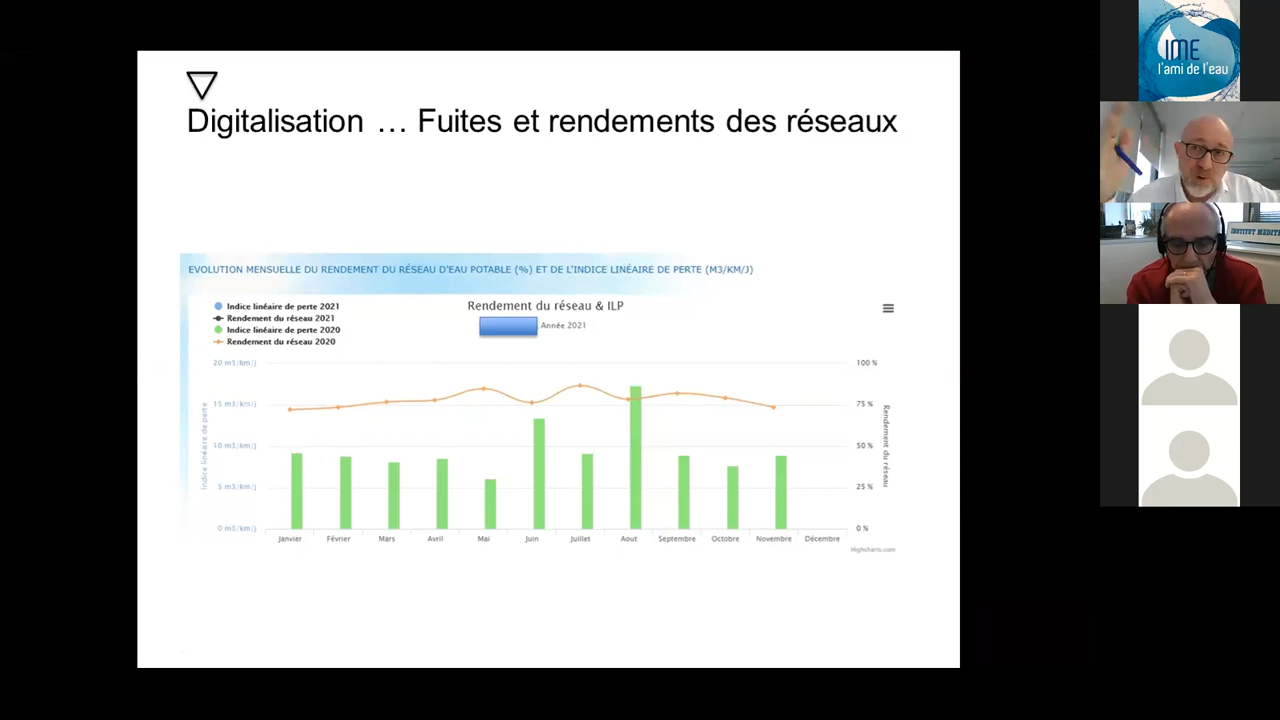 Digitalisation … Fuites et rendements des réseaux
EVOLUTION MENSUELLE DU RENDEMENT DU RÉSEAU D'EAU POTABLE (%) ET DE L'INDICE LINÉAIRE DE PERTE (M3/KM/J)
Rendement du réseau & ILP
Année 2021
Indice linéaire de perte 2021
Rendement du réseau 2021
Indice linéaire de perte 2020
Rendement du réseau 2020
20 m3/km/j
15 m3/km/j
10 m3/km/j
5 m3/km/j
0 m3/km/j
Indice linéaire de perte
100 %
75 %
50 %
25 %
0 %
Rendement du réseau
Janvier Février Mars Avril Mai Juin Juillet Aout Septembre Octobre Novembre Décembre
Highcharts.com
IME
l'ami de l'eau
INSTITUT MEDITE